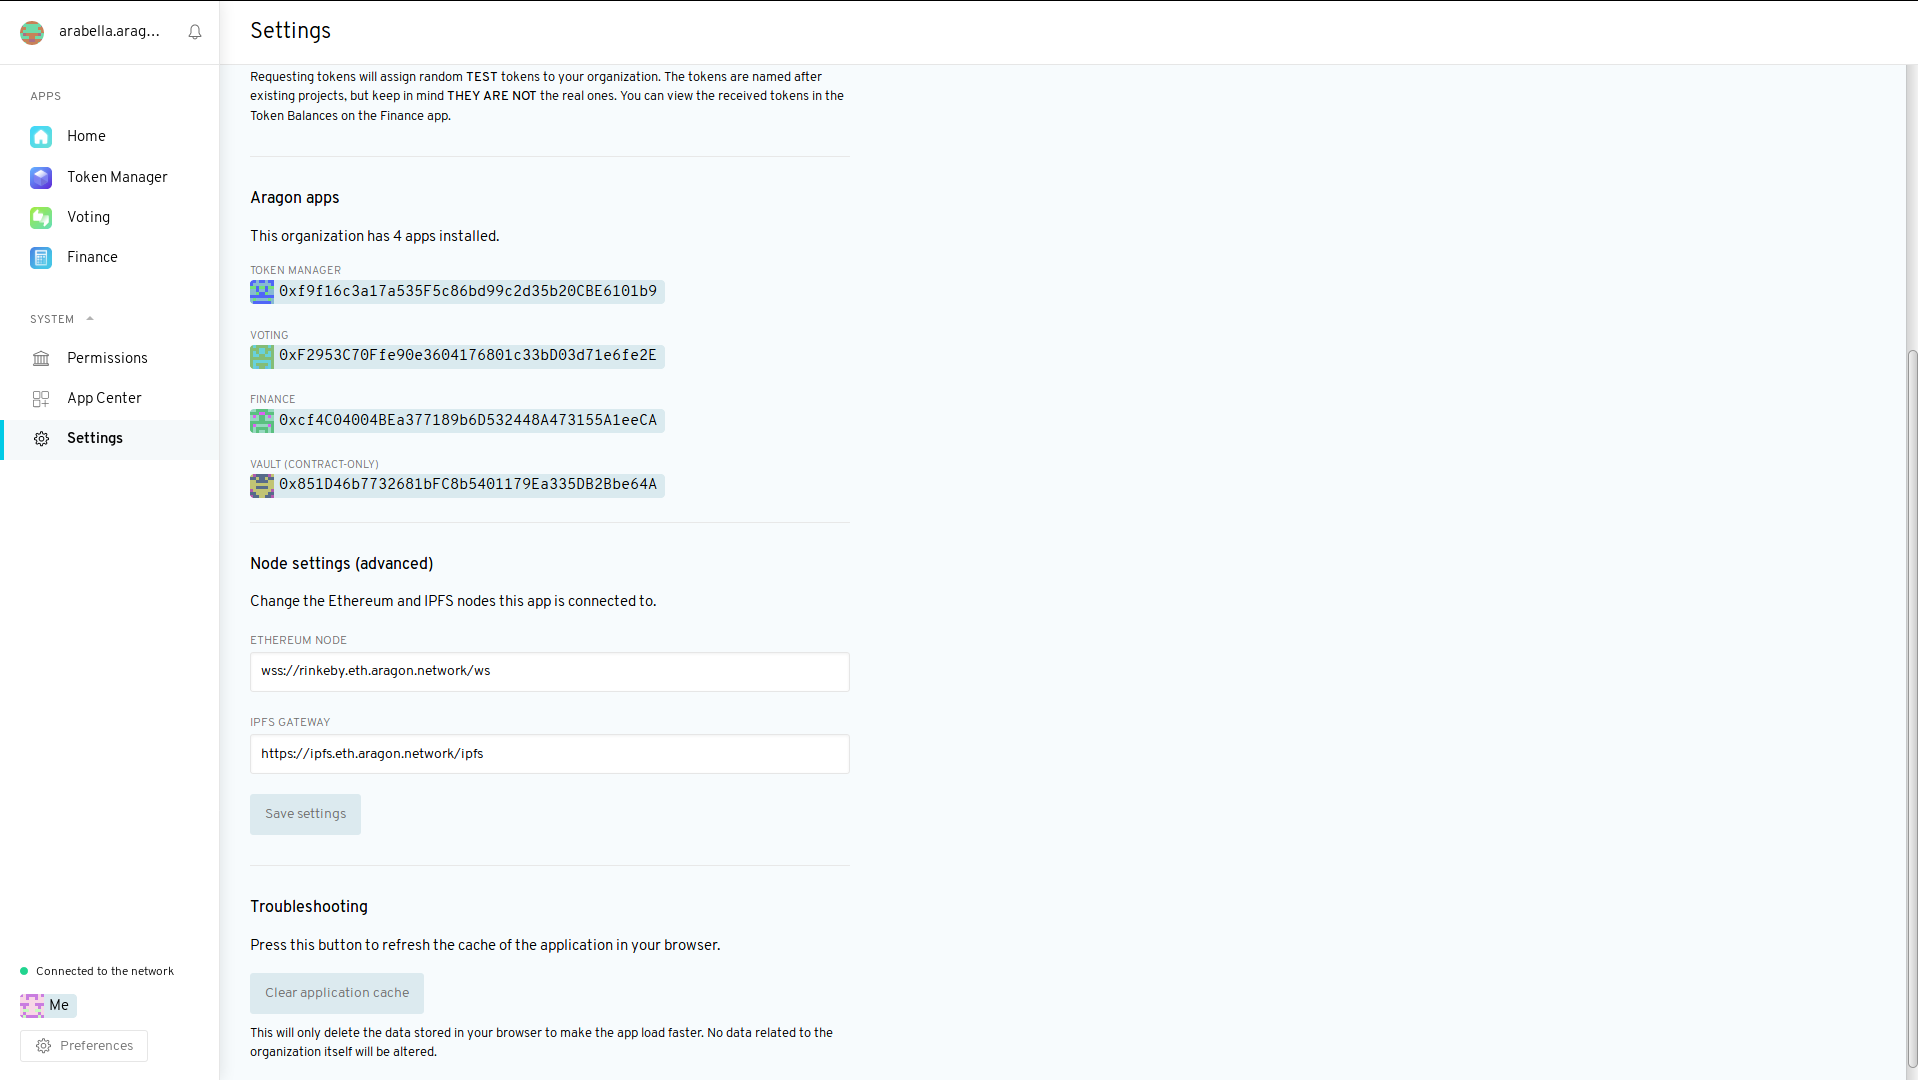 arabella.arag...
APPS
Home
Token Manager
Voting
Finance
SYSTEM
Permissions
App Center
Settings
Connected to the network
Me
Preferences
Settings
Requesting tokens will assign random TEST tokens to your organization. The tokens are named after
existing projects, but keep in mind THEY ARE NOT the real ones. You can view the received tokens in the
Token Balances on the Finance app.
Aragon apps
This organization has 4 apps installed.
TOKEN MANAGER
0xf9f16c3a17a535F5c86bd99c2d35b20CBE6101b9
VOTING
0xF2953C70Ffe90e3604176801c33bD03d71e6fe2E
FINANCE
0xcf4C04004BEa377189b6D532448A473155A1eeCA
VAULT (CONTRACT-ONLY)
0x851D46b7732681bFC8b5401179Ea335DB2Bbe64A
Node settings (advanced)
Change the Ethereum and IPFS nodes this app is connected to.
ETHEREUM NODE
wss://rinkeby.eth.aragon.network/ws
IPFS GATEWAY
https://ipfs.eth.aragon.network/ipfs
Save settings
Troubleshooting
Press this button to refresh the cache of the application in your browser.
Clear application cache
This will only delete the data stored in your browser to make the app load faster. No data related to the
organization itself will be altered.